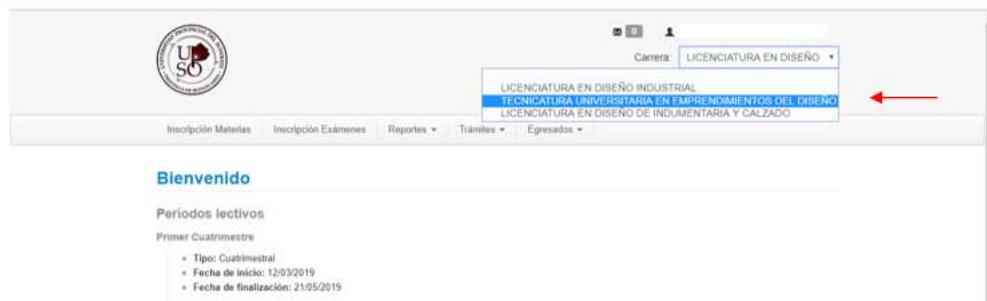 UPSO
0
Carrera: LICENCIATURA EN DISEÑO
LICENCIATURA EN DISEÑO INDUSTRIAL
TECNICATURA UNIVERSITARIA EN EMPRENDIMIENTOS DEL DISEÑO
LICENCIATURA EN DISEÑO DE INDUMENTARIA Y CALZADO
Inscripción Materias Inscripción Exámenes Reportes Trámites Egresados
Bienvenido
Períodos lectivos
Primer Cuatrimestre
Tipo: Cuatrimestral
Fecha de inicio: 12/03/2019
Fecha de finalización: 21/05/2019